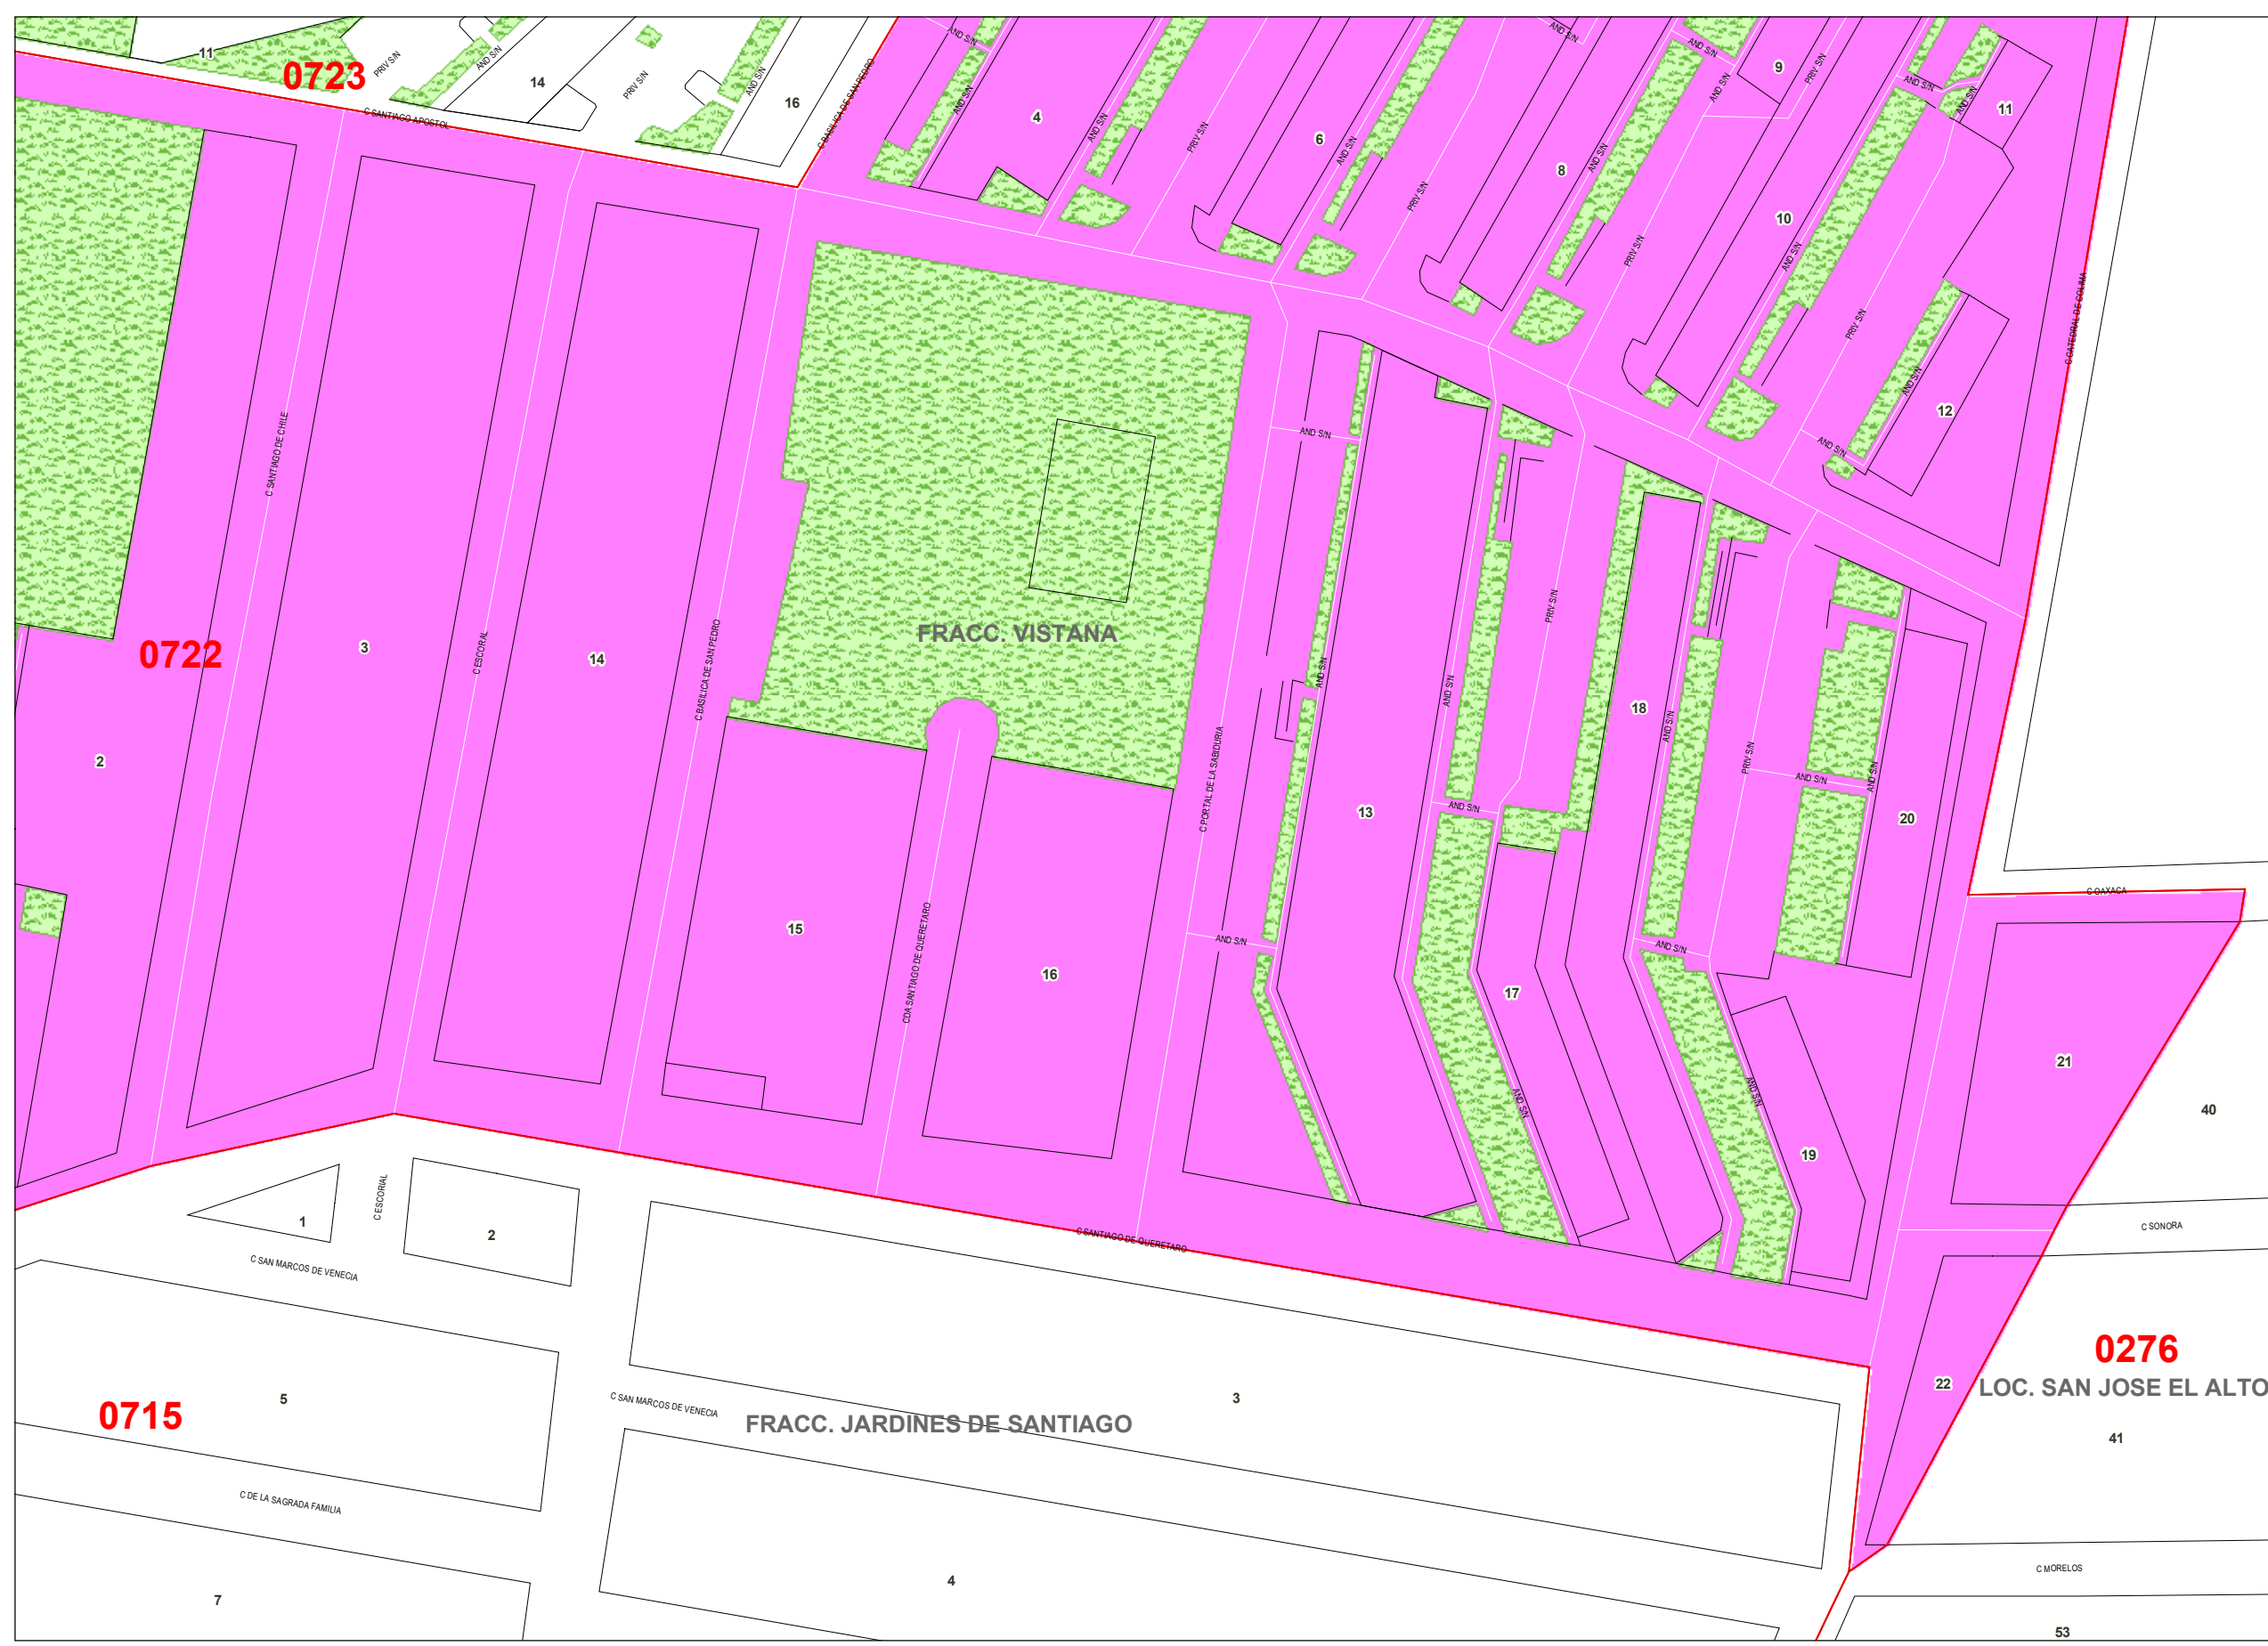 11
0723
PRIV S/N
AND S/N
14
PRIV S/N
AND S/N
16
C SANTIAGO APOSTOL
C BASILICA DE SAN PEDRO
AND S/N
AND S/N
4
AND S/N
PRIV S/N
6
AND S/N
PRIV S/N
AND S/N
8
AND S/N
PRIV S/N
AND S/N
AND S/N
9
PRIV S/N
10
AND S/N
AND S/N
AND S/N
11
PRIV S/N
AND S/N
AND S/N
12
C CATEDRAL DE COLIMA
C SANTIAGO DE CHILE
0722
2
3
C ESCORAL
14
C BASILICA DE SAN PEDRO
FRACC. VISTANA
AND S/N
AND S/N
C PORTAL DE LA SABIDURIA
13
AND S/N
PRIV S/N
AND S/N
18
AND S/N
PRIV S/N
AND S/N
AND S/N
20
C OAXACA
15
CDA SANTIAGO DE QUERETARO
16
AND S/N
17
AND S/N
AND S/N
AND S/N
19
21
40
C SONORA
C SANTIAGO DE QUERETARO
1
C ESCORIAL
2
C SAN MARCOS DE VENECIA
5
0715
C SAN MARCOS DE VENECIA
FRACC. JARDINES DE SANTIAGO
3
0276
22
LOC. SAN JOSE EL ALTO
41
C DE LA SAGRADA FAMILIA
7
4
C MORELOS
53